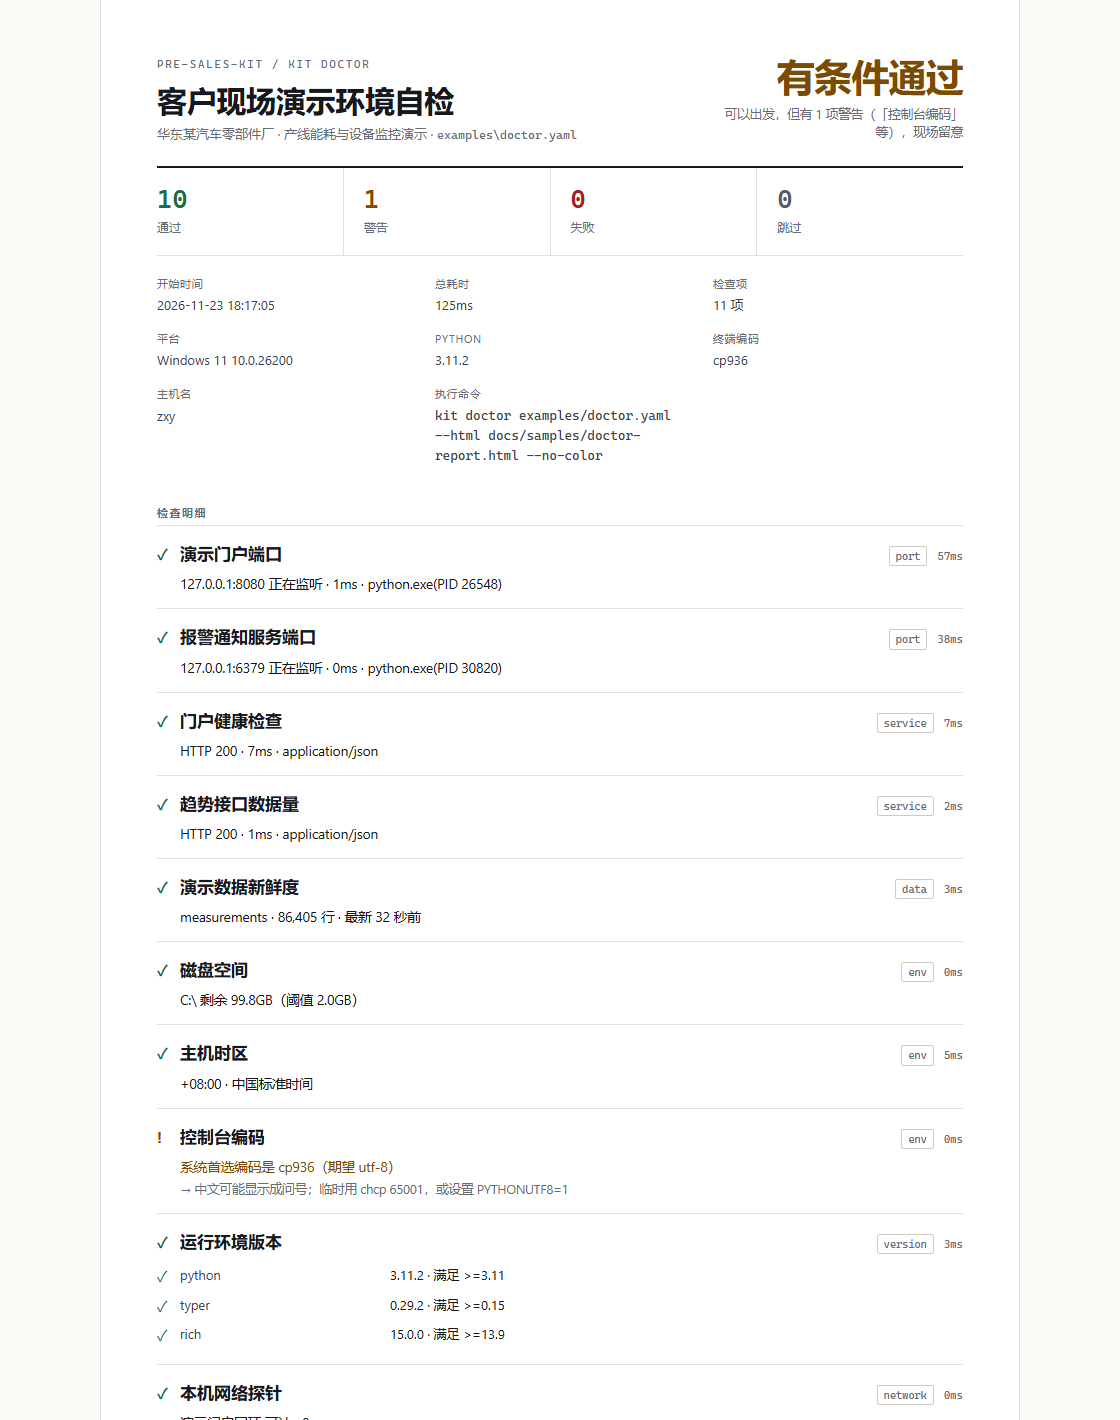 PRE-SALES-KIT / KIT DOCTOR
客户现场演示环境自检
华东某汽车零部件厂 · 产线能耗与设备监控演示 · examples\doctor.yaml
有条件通过
可以出发，但有 1 项警告（「控制台编码」
等），现场留意
10
通过
1
警告
0
失败
0
跳过
开始时间
2026-11-23 18:17:05
总耗时
125ms
检查项
11 项
平台
Windows 11 10.0.26200
PYTHON
3.11.2
终端编码
cp936
主机名
zxy
执行命令
kit doctor examples/doctor.yaml
--html docs/samples/doctor-
report.html --no-color
检查明细
✓ 演示门户端口 port 57ms
127.0.0.1:8080 正在监听 · 1ms · python.exe(PID 26548)
✓ 报警通知服务端口 port 38ms
127.0.0.1:6379 正在监听 · 0ms · python.exe(PID 30820)
✓ 门户健康检查 service 7ms
HTTP 200 · 7ms · application/json
✓ 趋势接口数据量 service 2ms
HTTP 200 · 1ms · application/json
✓ 演示数据新鲜度 data 3ms
measurements · 86,405 行 · 最新 32 秒前
✓ 磁盘空间 env 0ms
C:\ 剩余 99.8GB（阈值 2.0GB）
✓ 主机时区 env 5ms
+08:00 · 中国标准时间
! 控制台编码 env 0ms
系统首选编码是 cp936（期望 utf-8）
→ 中文可能显示成问号；临时用 chcp 65001，或设置 PYTHONUTF8=1
✓ 运行环境版本 version 3ms
✓ python 3.11.2 · 满足 >=3.11
✓ typer 0.29.2 · 满足 >=0.15
✓ rich 15.0.0 · 满足 >=13.9
✓ 本机网络探针 network 0ms